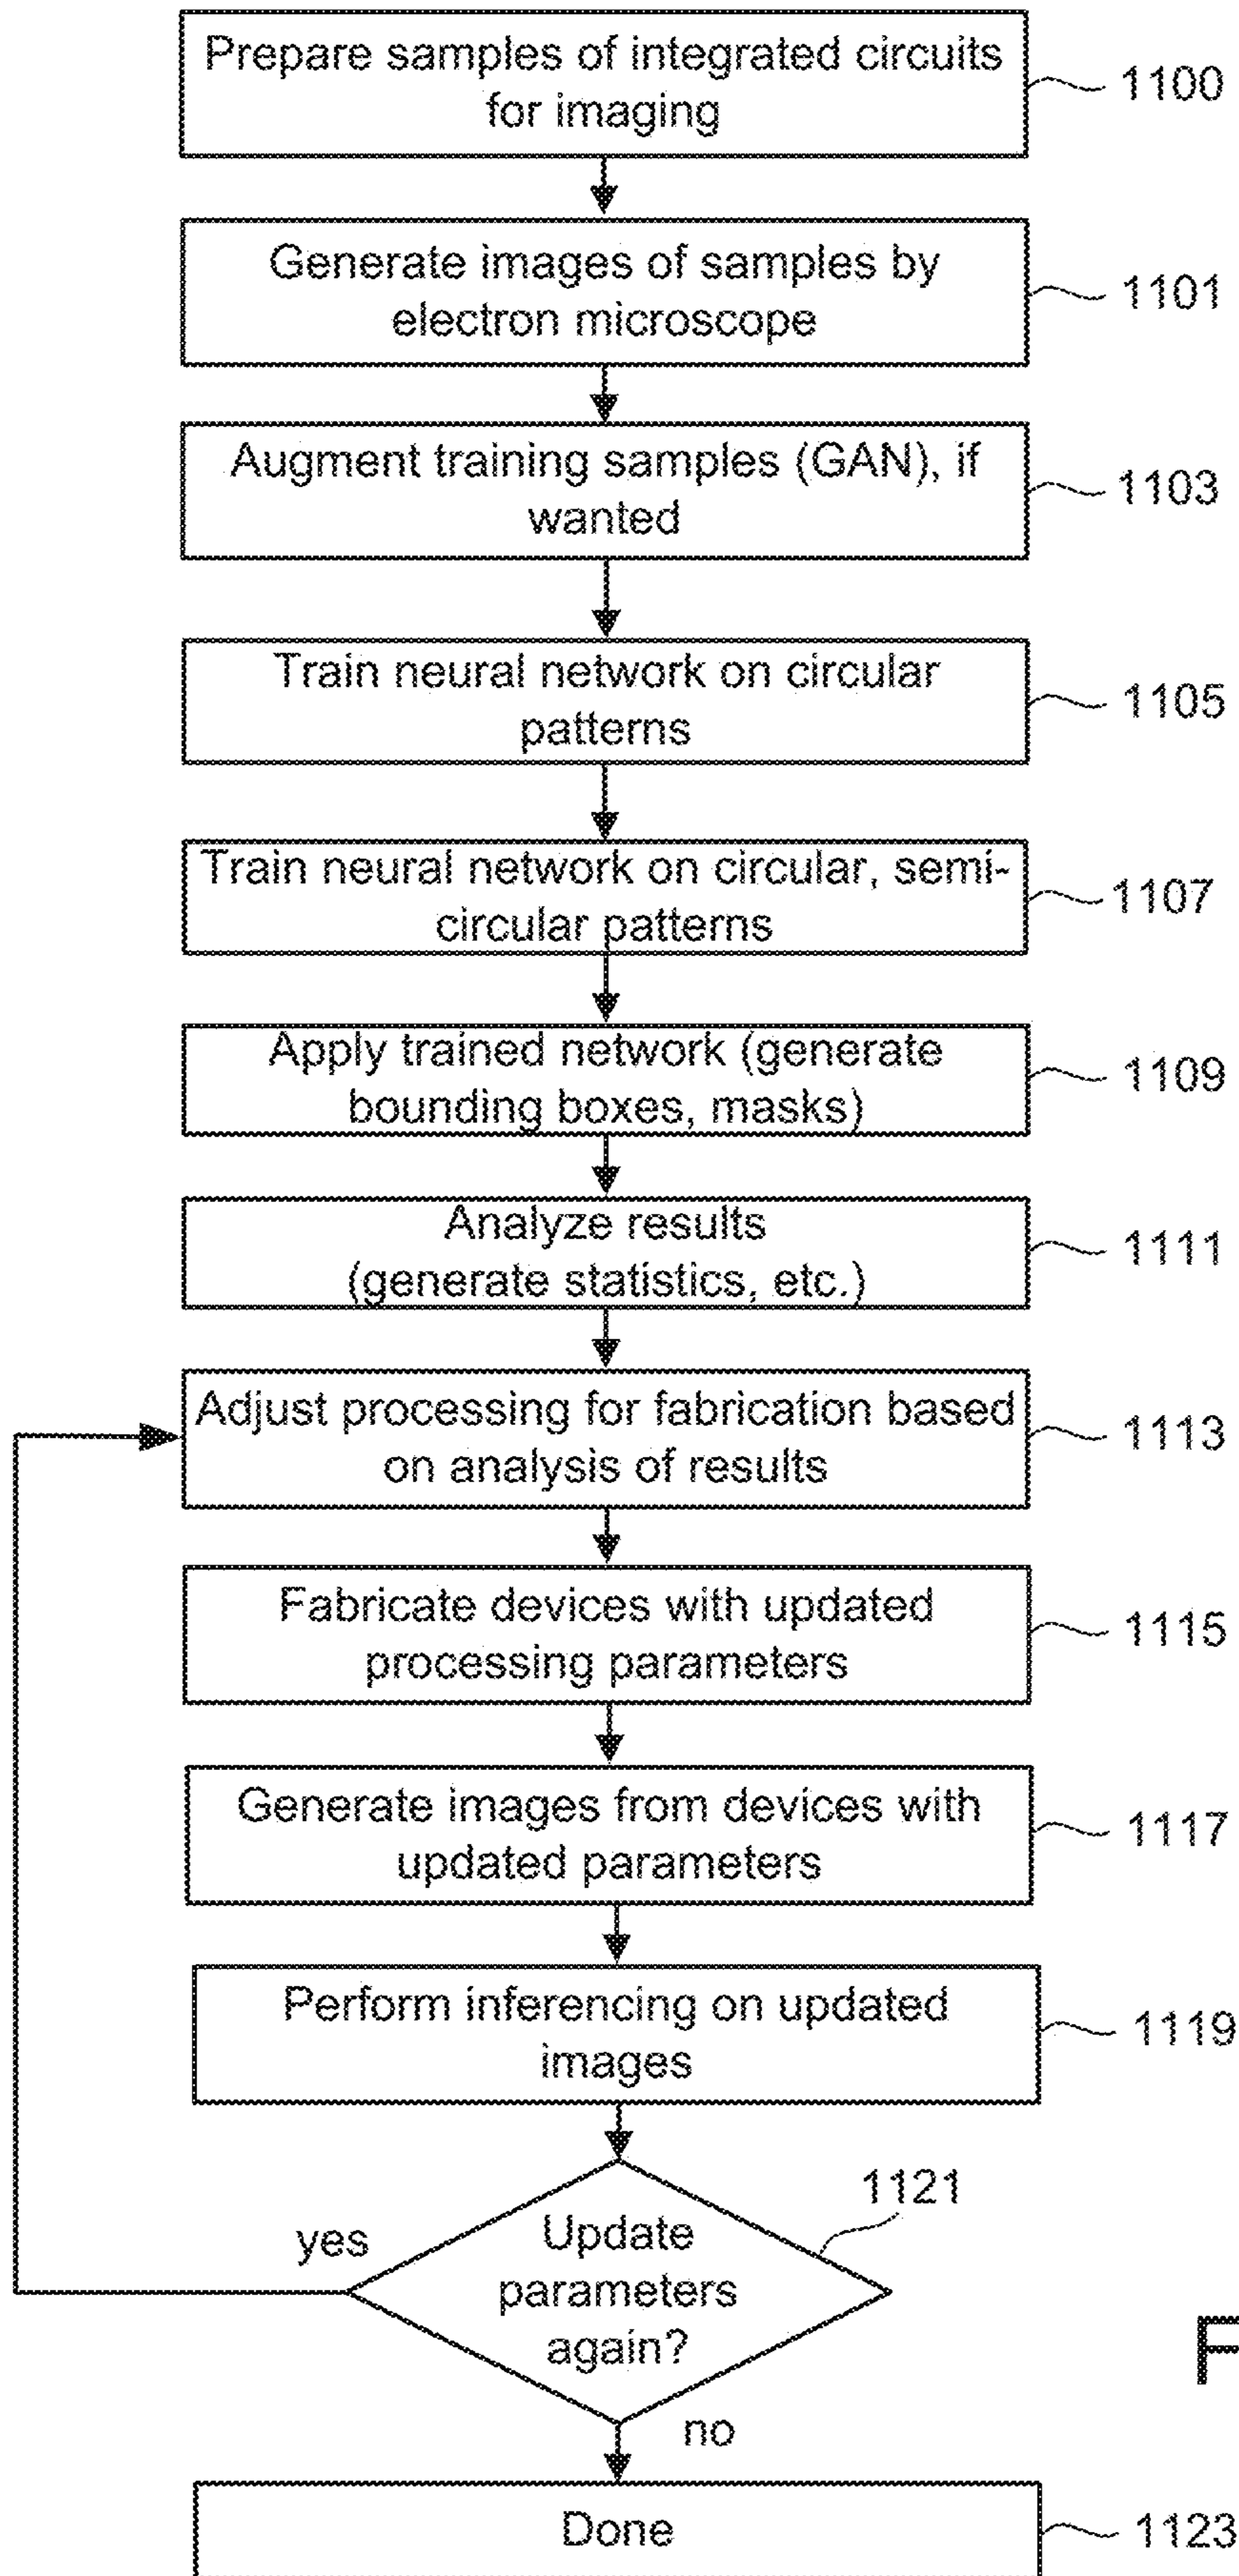 Prepare samples of integrated circuits
for imaging
1100
Generate images of samples by
electron microscope
1101
Augment training samples (GAN), if
wanted
1103
Train neural network on circular
patterns
1105
Train neural network on circular, semi-
circular patterns
1107
Apply trained network (generate
bounding boxes, masks)
1109
Analyze results
(generate statistics, etc.)
1111
Adjust processing for fabrication based
on analysis of results
1113
Fabricate devices with updated
processing parameters
1115
Generate images from devices with
updated parameters
1117
Perform inferencing on updated
images
1119
1121
yes
Update
parameters
again?
F
no
Done
1123